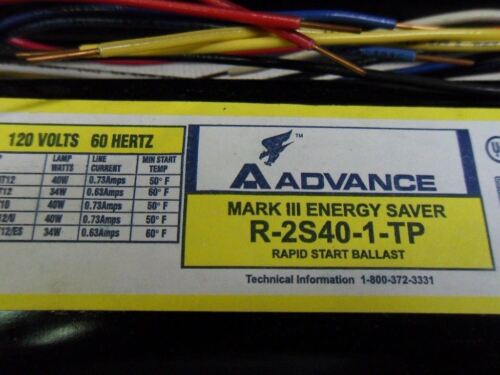 120 VOLTS 60 HERTZ
LAMP WATTS LINE CURRENT MIN START TEMP
40W 0.73Amps 50° F
T12 34W 0.63Amps 60° F
40W 0.73Amps 50° F
40W 0.73Amps 50° F
34W 0.63Amps 60° F
™
ADVANCE
MARK III ENERGY SAVER
R-2S40-1-TP
RAPID START BALLAST
Technical Information 1-800-372-3331